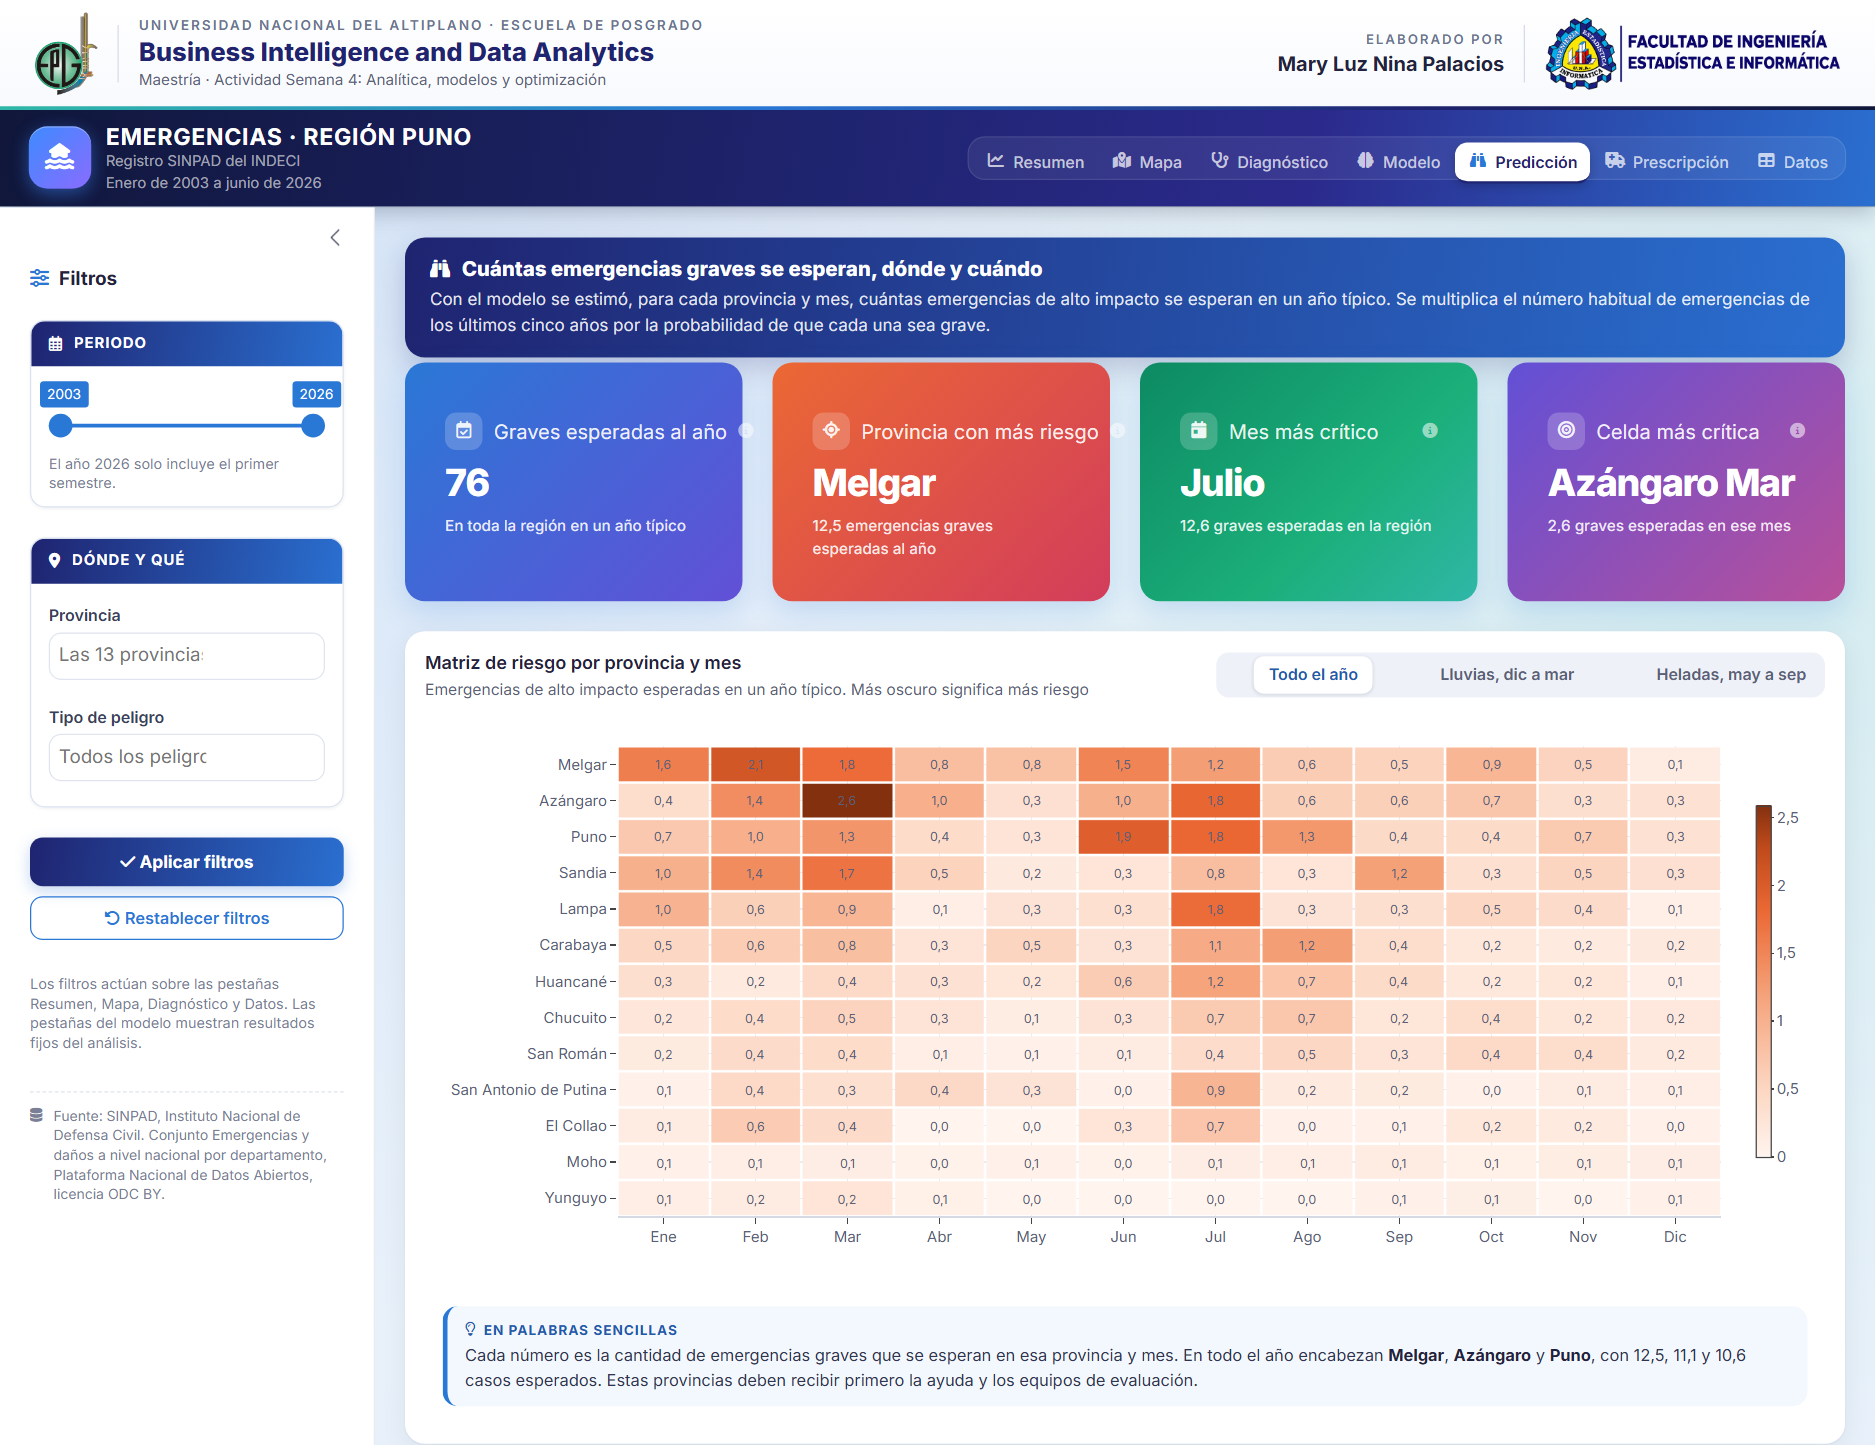 UNIVERSIDAD NACIONAL DEL ALTIPLANO · ESCUELA DE POSGRADO
Business Intelligence and Data Analytics
Maestría · Actividad Semana 4: Analítica, modelos y optimización
ELABORADO POR
Mary Luz Nina Palacios
FACULTAD DE INGENIERÍA
ESTADÍSTICA E INFORMÁTICA
EMERGENCIAS · REGIÓN PUNO
Registro SINPAD del INDECI
Enero de 2003 a junio de 2026
Resumen
Mapa
Diagnóstico
Modelo
Predicción
Prescripción
Datos
Filtros
PERIODO
2003
2026
El año 2026 solo incluye el primer
semestre.
DÓNDE Y QUÉ
Provincia
Las 13 provincia
Tipo de peligro
Todos los peligro
Aplicar filtros
Restablecer filtros
Los filtros actúan sobre las pestañas
Resumen, Mapa, Diagnóstico y Datos. Las
pestañas del modelo muestran resultados
fijos del análisis.
Fuente: SINPAD, Instituto Nacional de
Defensa Civil. Conjunto Emergencias y
daños a nivel nacional por departamento,
Plataforma Nacional de Datos Abiertos,
licencia ODC BY.
Cuántas emergencias graves se esperan, dónde y cuándo
Con el modelo se estimó, para cada provincia y mes, cuántas emergencias de alto impacto se esperan en un año típico. Se multiplica el número habitual de emergencias de
los últimos cinco años por la probabilidad de que cada una sea grave.
Graves esperadas al año
76
En toda la región en un año típico
Provincia con más riesgo
Melgar
12,5 emergencias graves
esperadas al año
Mes más crítico
Julio
12,6 graves esperadas en la región
Celda más crítica
Azángaro Mar
2,6 graves esperadas en ese mes
Matriz de riesgo por provincia y mes
Emergencias de alto impacto esperadas en un año típico. Más oscuro significa más riesgo
Todo el año
Lluvias, dic a mar
Heladas, may a sep
Melgar 1,6 2,1 1,8 0,8 0,8 1,5 1,2 0,6 0,5 0,9 0,5 0,1
Azángaro 0,4 1,4 2,6 1,0 0,3 1,0 1,8 0,6 0,6 0,7 0,3 0,3
Puno 0,7 1,0 1,3 0,4 0,3 1,9 1,8 1,3 0,4 0,4 0,7 0,3
Sandia 1,0 1,4 1,7 0,5 0,2 0,3 0,8 0,3 1,2 0,3 0,5 0,3
Lampa 1,0 0,6 0,9 0,1 0,3 0,3 1,8 0,3 0,3 0,5 0,4 0,1
Carabaya 0,5 0,6 0,8 0,3 0,5 0,3 1,1 1,2 0,4 0,2 0,2 0,2
Huancané 0,3 0,2 0,4 0,3 0,2 0,6 1,2 0,7 0,4 0,2 0,2 0,1
Chucuito 0,2 0,4 0,5 0,3 0,1 0,3 0,7 0,7 0,2 0,4 0,2 0,2
San Román 0,2 0,4 0,4 0,1 0,1 0,1 0,4 0,5 0,3 0,4 0,4 0,2
San Antonio de Putina 0,1 0,4 0,3 0,4 0,3 0,0 0,9 0,2 0,2 0,0 0,1 0,1
El Collao 0,1 0,6 0,4 0,0 0,0 0,3 0,7 0,0 0,1 0,2 0,2 0,0
Moho 0,1 0,1 0,1 0,0 0,1 0,0 0,1 0,1 0,1 0,1 0,1 0,1
Yunguyo 0,1 0,2 0,2 0,1 0,0 0,0 0,0 0,0 0,1 0,1 0,0 0,1
Ene Feb Mar Abr May Jun Jul Ago Sep Oct Nov Dic
2,5
2
1,5
1
0,5
0
EN PALABRAS SENCILLAS
Cada número es la cantidad de emergencias graves que se esperan en esa provincia y mes. En todo el año encabezan Melgar, Azángaro y Puno, con 12,5, 11,1 y 10,6
casos esperados. Estas provincias deben recibir primero la ayuda y los equipos de evaluación.